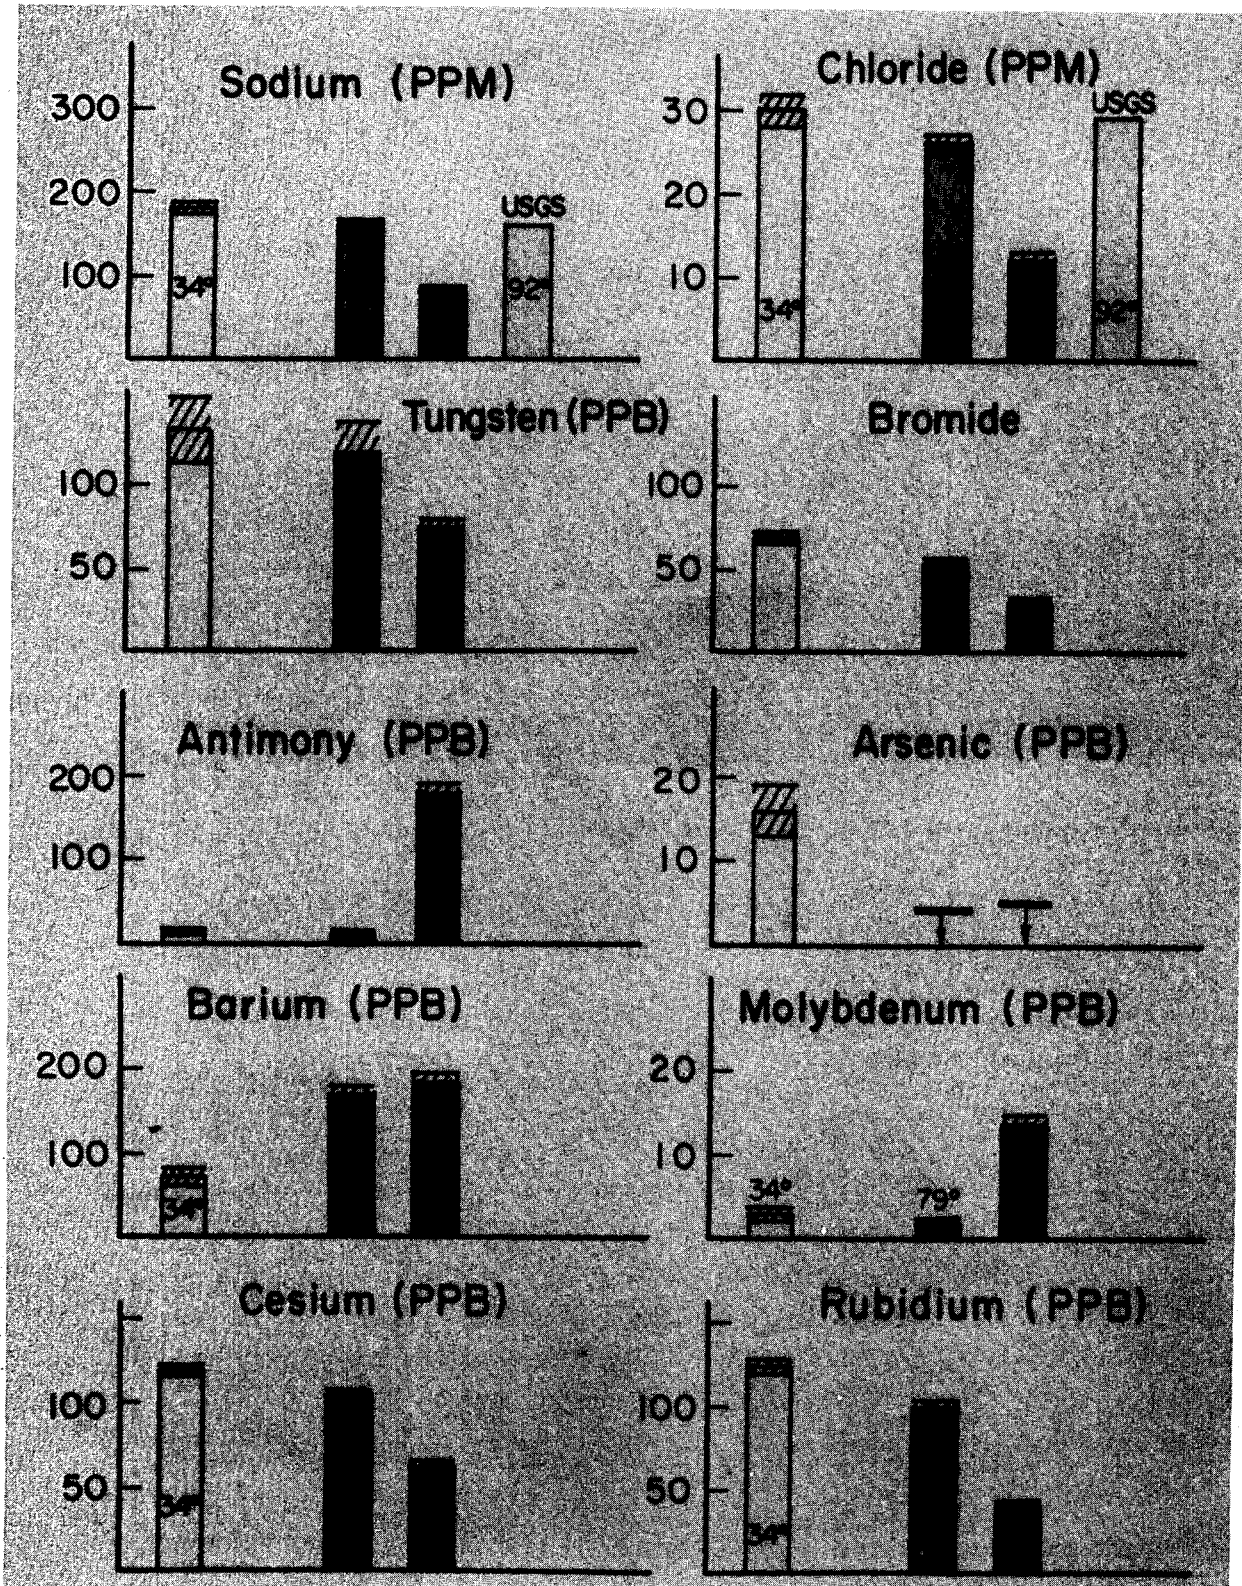 Sodium (PPM)
300
200
100
34°
USGS
92°
Chloride (PPM)
30
20
10
34°
USGS
92°
Tungsten (PPB)
100
50
Bromide
100
50
Antimony (PPB)
200
100
Arsenic (PPB)
20
10
Barium (PPB)
200
100
34°
Molybdenum (PPB)
20
10
34°
79°
Cesium (PPB)
100
50
34°
Rubidium (PPB)
100
50
34°